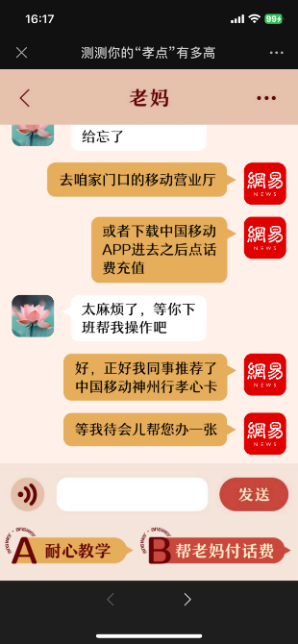 16:17
99
测测你的“孝点”有多高
老妈
给忘了
去咱家门口的移动营业厅
網易
NEWS
或者下载中国移动
APP进去之后点话
费充值
網易
NEWS
太麻烦了，等你下
班帮我操作吧
好，正好我同事推荐了
中国移动神州行孝心卡
網易
NEWS
等我待会儿帮您办一张
網易
NEWS
发送
A 耐心教学
B 帮老妈付话费